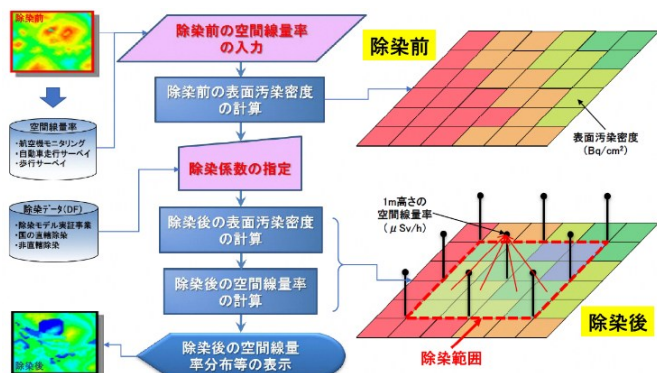 除染前
除染前の空間線量率
の入力
除染前
除染前の表面汚染密度
の計算
空間線量率
・航空機モニタリング
・自動車走行サーベイ
・歩行サーベイ
表面汚染密度
(Bq/cm²)
除染係数の指定
除染データ(DF)
・除染モデル実証事業
・国の直轄除染
・非直轄除染
1m高さの
空間線量率
(μSv/h)
除染後の表面汚染密度
の計算
除染後の空間線量率
の計算
除染後
除染範囲
除染後の空間線量
率分布等の表示
除染後